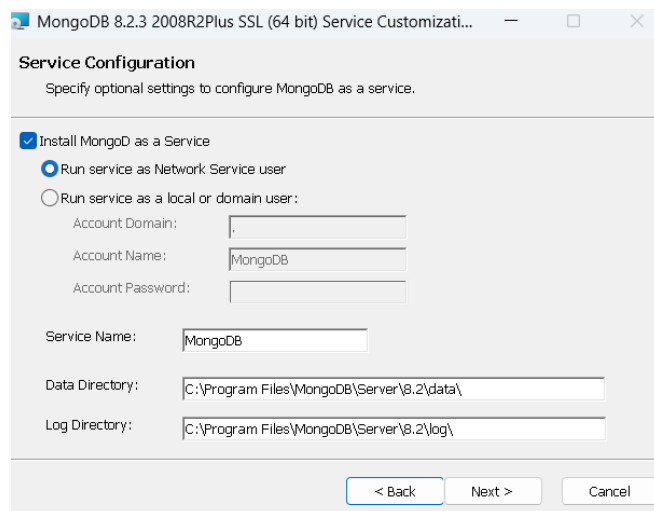 MongoDB 8.2.3 2008R2Plus SSL (64 bit) Service Customizati...
Service Configuration
Specify optional settings to configure MongoDB as a service.
Install MongoD as a Service
Run service as Network Service user
Run service as a local or domain user:
Account Domain: .
Account Name: MongoDB
Account Password:
Service Name: MongoDB
Data Directory: C:\Program Files\MongoDB\Server\8.2\data\
Log Directory: C:\Program Files\MongoDB\Server\8.2\log\
< Back Next > Cancel